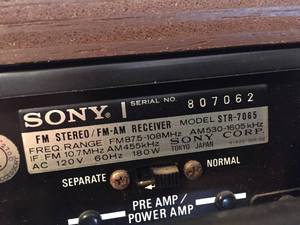 SONY
SERIAL NO. 807062
FM STEREO/FM-AM RECEIVER MODEL STR-7065
FREQ. RANGE FM87.5-108MHz AM530-1605kHz
IF. FM 10.7MHz AM455kHz SONY CORP.
AC 120V 60Hz 180W TOKYO JAPAN
SEPARATE NORMAL
PRE AMP/
POWER AMP